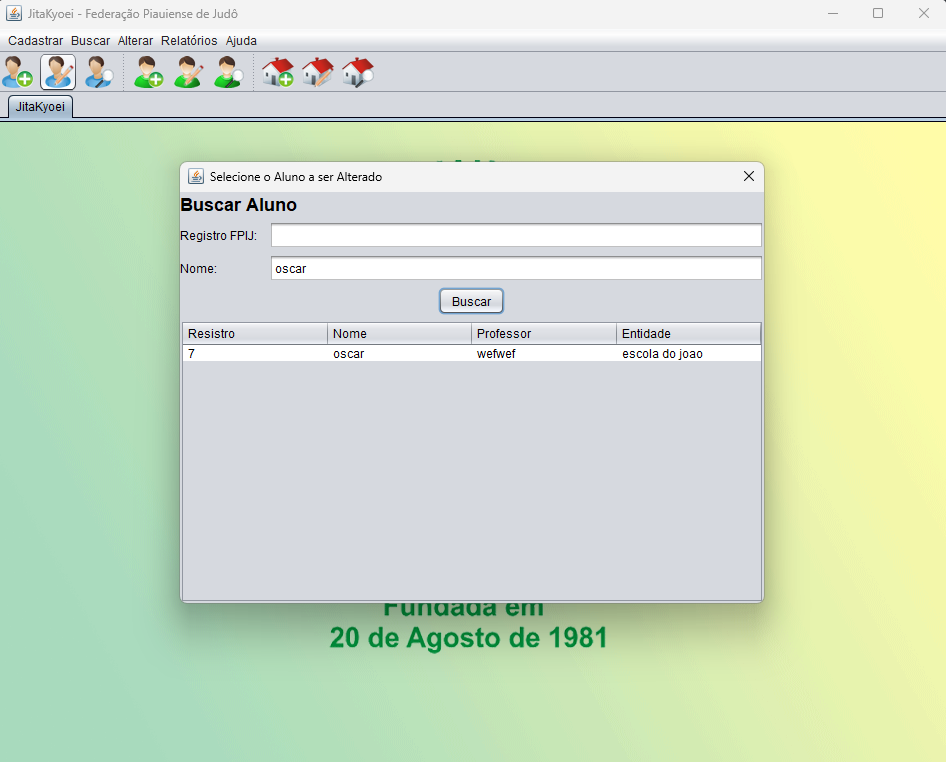 JitaKyoei - Federação Piauiense de Judô
Cadastrar Buscar Alterar Relatórios Ajuda
JitaKyoei
Selecione o Aluno a ser Alterado
Buscar Aluno
Registro FPIJ:
Nome: oscar
Buscar
Resistro Nome Professor Entidade
7 oscar wefwef escola do joao
Fundada em
20 de Agosto de 1981